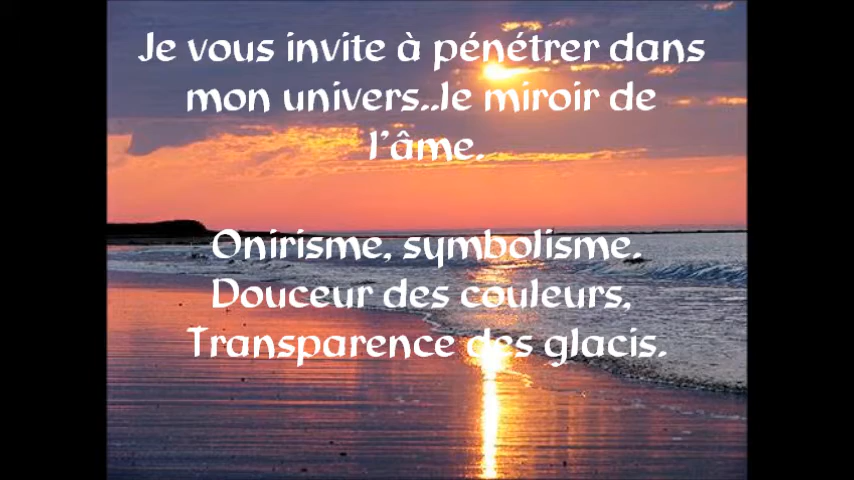 Je vous invite à pénétrer dans
mon univers..le miroir de
l'âme.
Onirisme, symbolisme.
Douceur des couleurs,
Transparence des glacis.